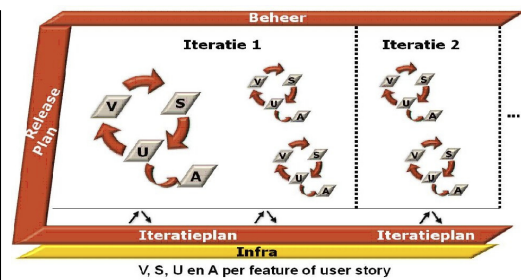 Beheer
Iteratie 1
Iteratie 2
Release
Plan
V
S
U
A
V
S
U
A
V
S
U
A
V
S
U
A
V
S
U
A
...
Iteratieplan
Iteratieplan
Infra
V, S, U en A per feature of user story